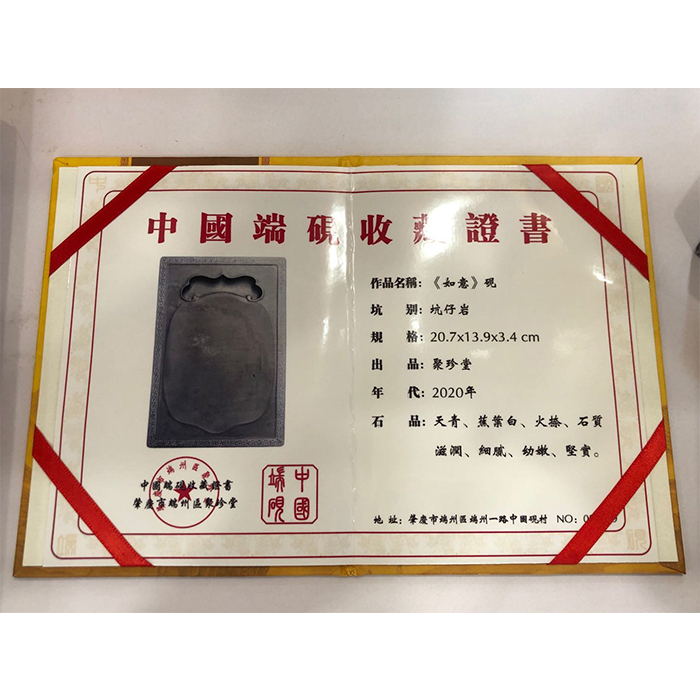 中國端硯收藏證書
作品名稱：《如意》硯
坑 別：坑仔岩
規 格：20.7x13.9x3.4 cm
出 品：聚珍堂
年 代：2020年
石 品：天青、蕉葉白、火捺、石質
滋潤、細膩、幼嫩、堅實。
中國端硯收藏證書
肇慶市端州區聚珍堂
中國端硯
地 址：肇慶市端州區端州一路中國硯村 NO：